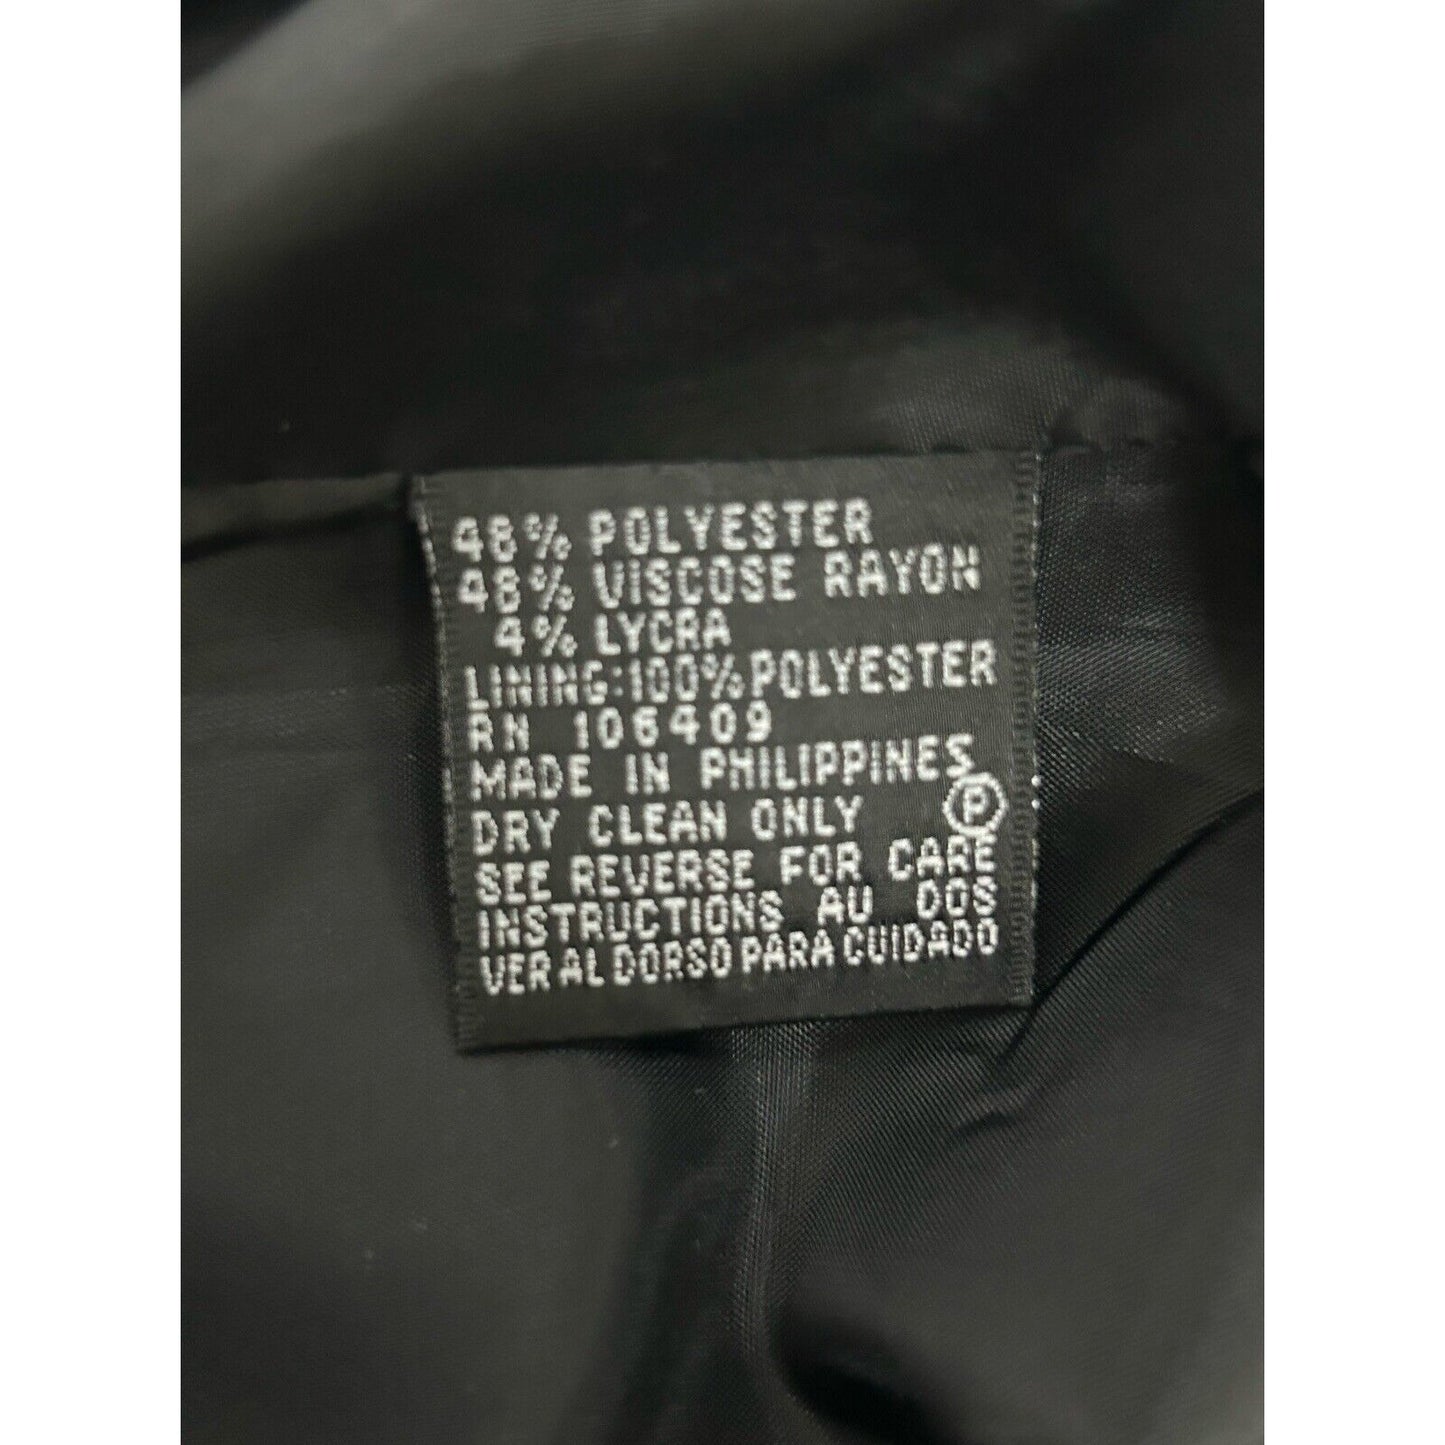 48% POLYESTER
48% VISCOSE RAYON
4% LYCRA
LINING:100% POLYESTER
RN 106409
MADE IN PHILIPPINES
DRY CLEAN ONLY P
SEE REVERSE FOR CARE
INSTRUCTIONS AU DOS
VER AL DORSO PARA CUIDADO